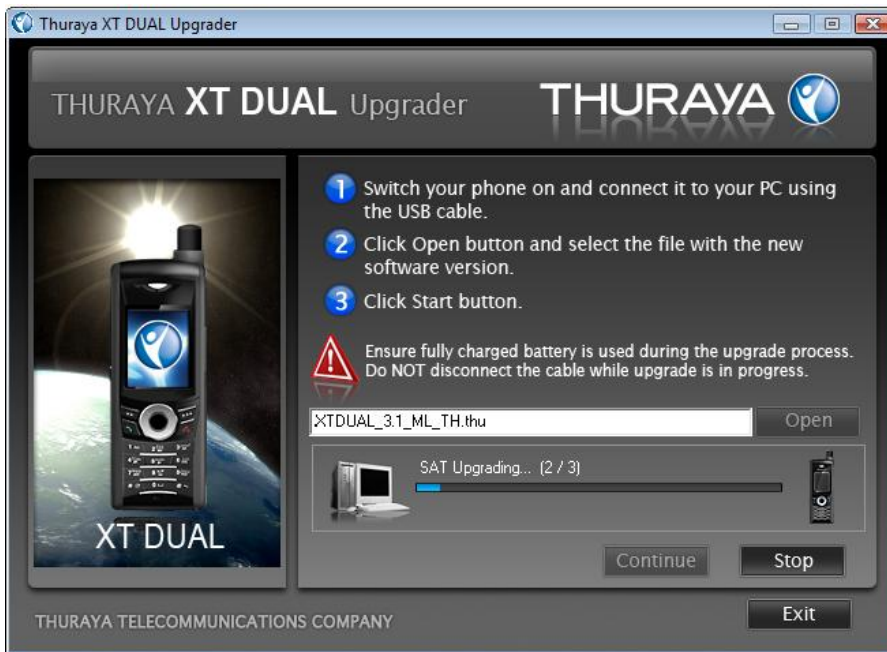 Thuraya XT DUAL Upgrader
THURAYA XT DUAL Upgrader
THURAYA
1 Switch your phone on and connect it to your PC using
the USB cable.
2 Click Open button and select the file with the new
software version.
3 Click Start button.
Ensure fully charged battery is used during the upgrade process.
Do NOT disconnect the cable while upgrade is in progress.
XTDUAL_3.1_ML_TH.thu
Open
SAT Upgrading... (2 / 3)
XT DUAL
Continue
Stop
THURAYA TELECOMMUNICATIONS COMPANY
Exit